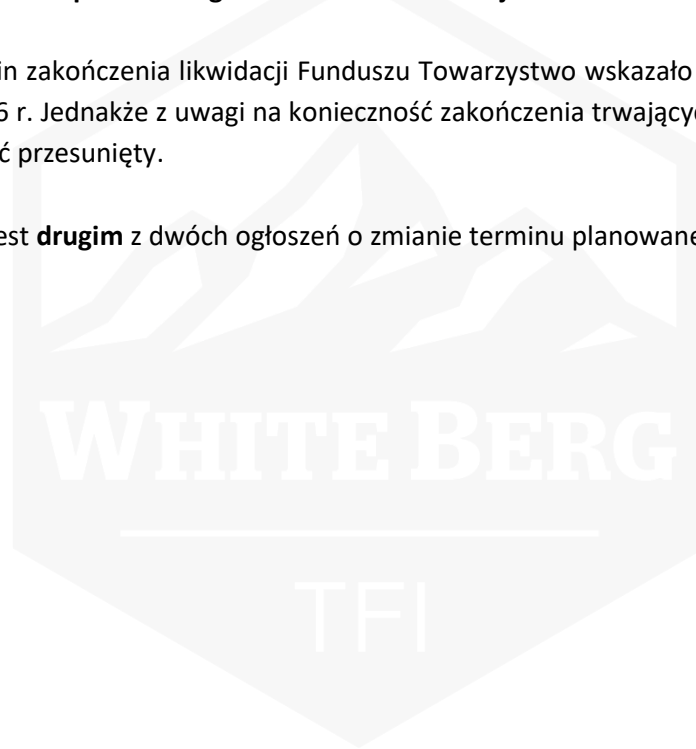 in zakończenia likwidacji Funduszu Towarzystwo wskazało
6 r. Jednakże z uwagi na konieczność zakończenia trwający
ć przesunięty.
est drugim z dwóch ogłoszeń o zmianie terminu planowane
WHITE BERG
TFI